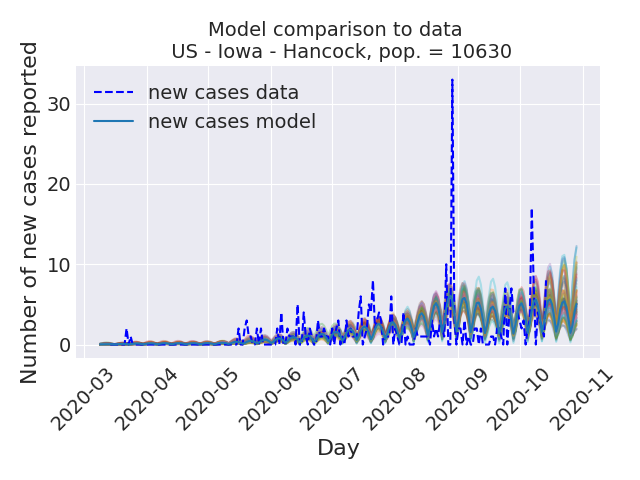 Model comparison to data
US - Iowa - Hancock, pop. = 10630
Number of new cases reported
new cases data
new cases model
30
20
10
0
2020-03
2020-04
2020-05
2020-06
2020-07
2020-08
2020-09
2020-10
2020-11
Day